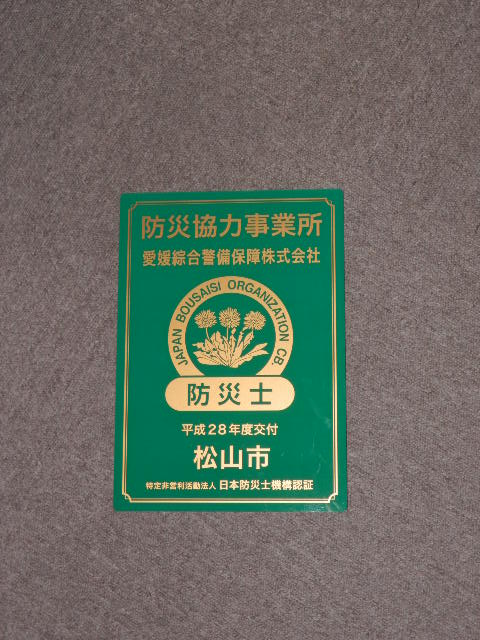 防災協力事業所
愛媛綜合警備保障株式会社
JAPAN BOUSAISI ORGANIZATION CB.
防災士
平成28年度交付
松山市
特定非営利活動法人 日本防災士機構認証